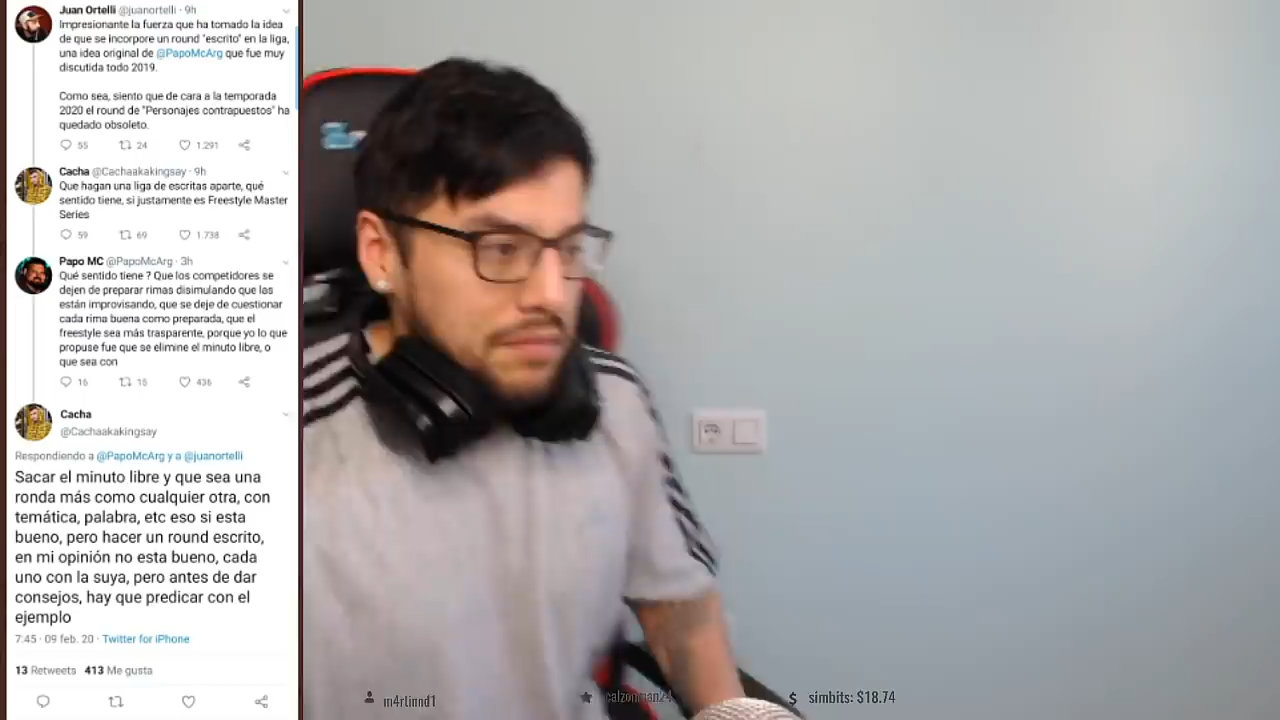 Juan Ortelli @juanortelli · 9h
Impresionante la fuerza que ha tomado la idea
de que se incorpore un round "escrito" en la liga,
una idea original de @PapoMcArg que fue muy
discutida todo 2019.
Como sea, siento que de cara a la temporada
2020 el round de "Personajes contrapuestos" ha
quedado obsoleto.
55 24 1.291
Cacha @Cachaakakingsay · 9h
Que hagan una liga de escritas aparte, qué
sentido tiene, si justamente es Freestyle Master
Series
59 69 1.738
Papo MC @PapoMcArg · 3h
Qué sentido tiene ? Que los competidores se
dejen de preparar rimas disimulando que las
están improvisando, que se deje de cuestionar
cada rima buena como preparada, que el
freestyle sea más trasparente, porque yo lo que
propuse fue que se elimine el minuto libre, o
que sea con
16 15 436
Cacha
@Cachaakakingsay
Respondiendo a @PapoMcArg y a @juanortelli
Sacar el minuto libre y que sea una
ronda más como cualquier otra, con
temática, palabra, etc eso si esta
bueno, pero hacer un round escrito,
en mi opinión no esta bueno, cada
uno con la suya, pero antes de dar
consejos, hay que predicar con el
ejemplo
7:45 · 09 feb. 20 · Twitter for iPhone
13 Retweets 413 Me gusta
m4rtinnd1
calzonman24
$ simbits: $18.74